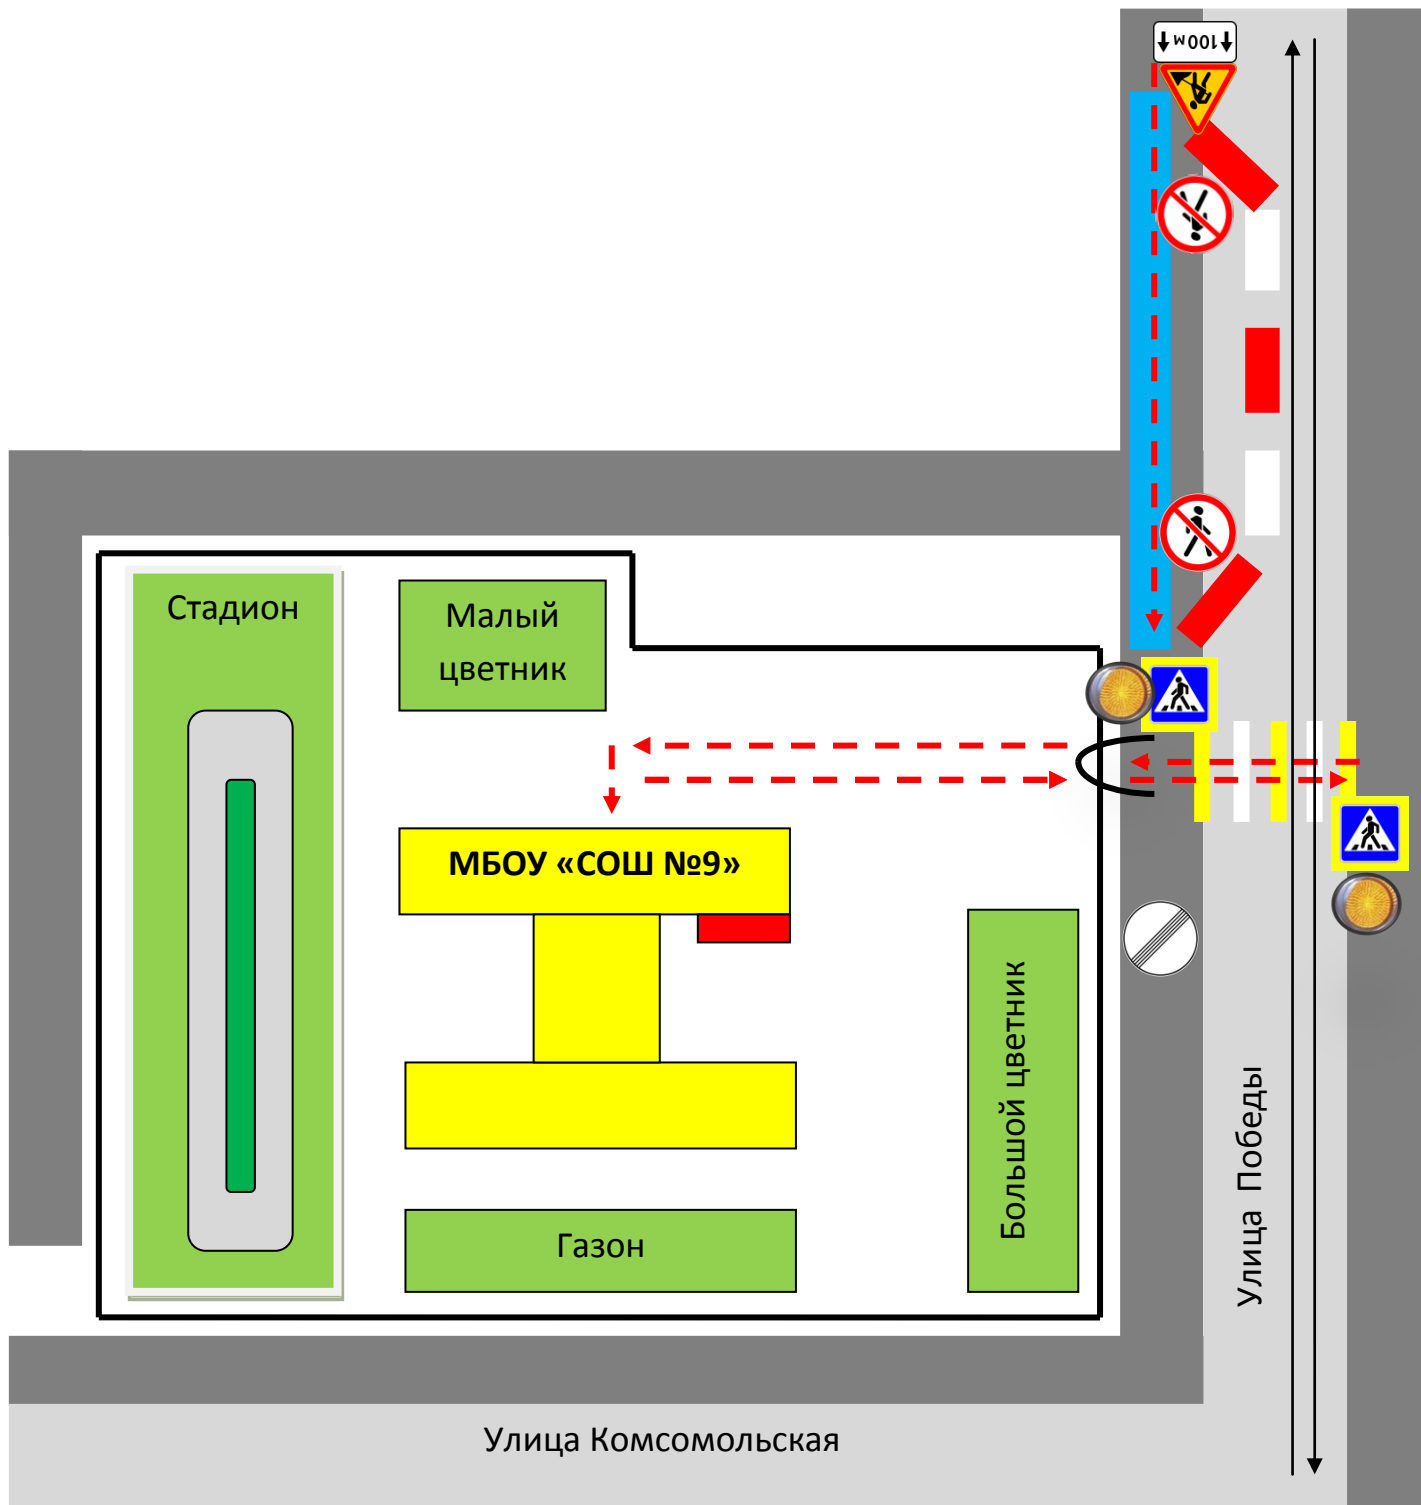 100м
Стадион
Малый
цветник
МБОУ «СОШ №9»
Большой цветник
Газон
Улица Победы
Улица Комсомольская